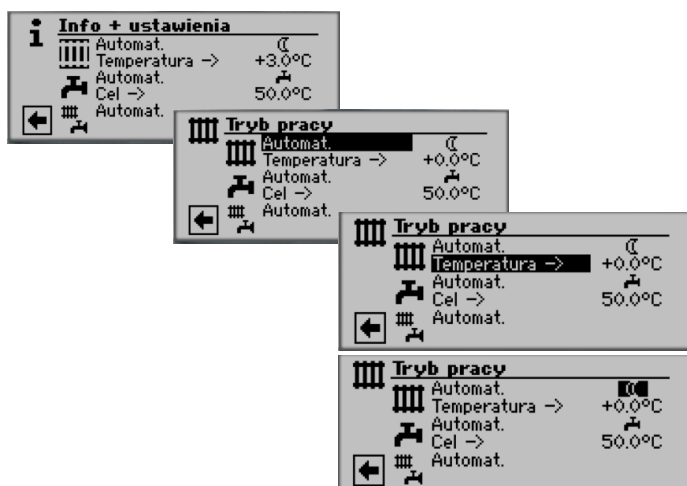 Info + ustawienia
Automat.
Temperatura -> +3.0°C
Automat.
Cel -> 50.0°C
Automat.
Tryb pracy
Automat.
Temperatura -> +0.0°C
Automat.
Cel -> 50.0°C
Automat.
Tryb pracy
Automat.
Temperatura -> +0.0°C
Automat.
Cel -> 50.0°C
Automat.
Tryb pracy
Automat.
Temperatura -> +0.0°C
Automat.
Cel -> 50.0°C
Automat.